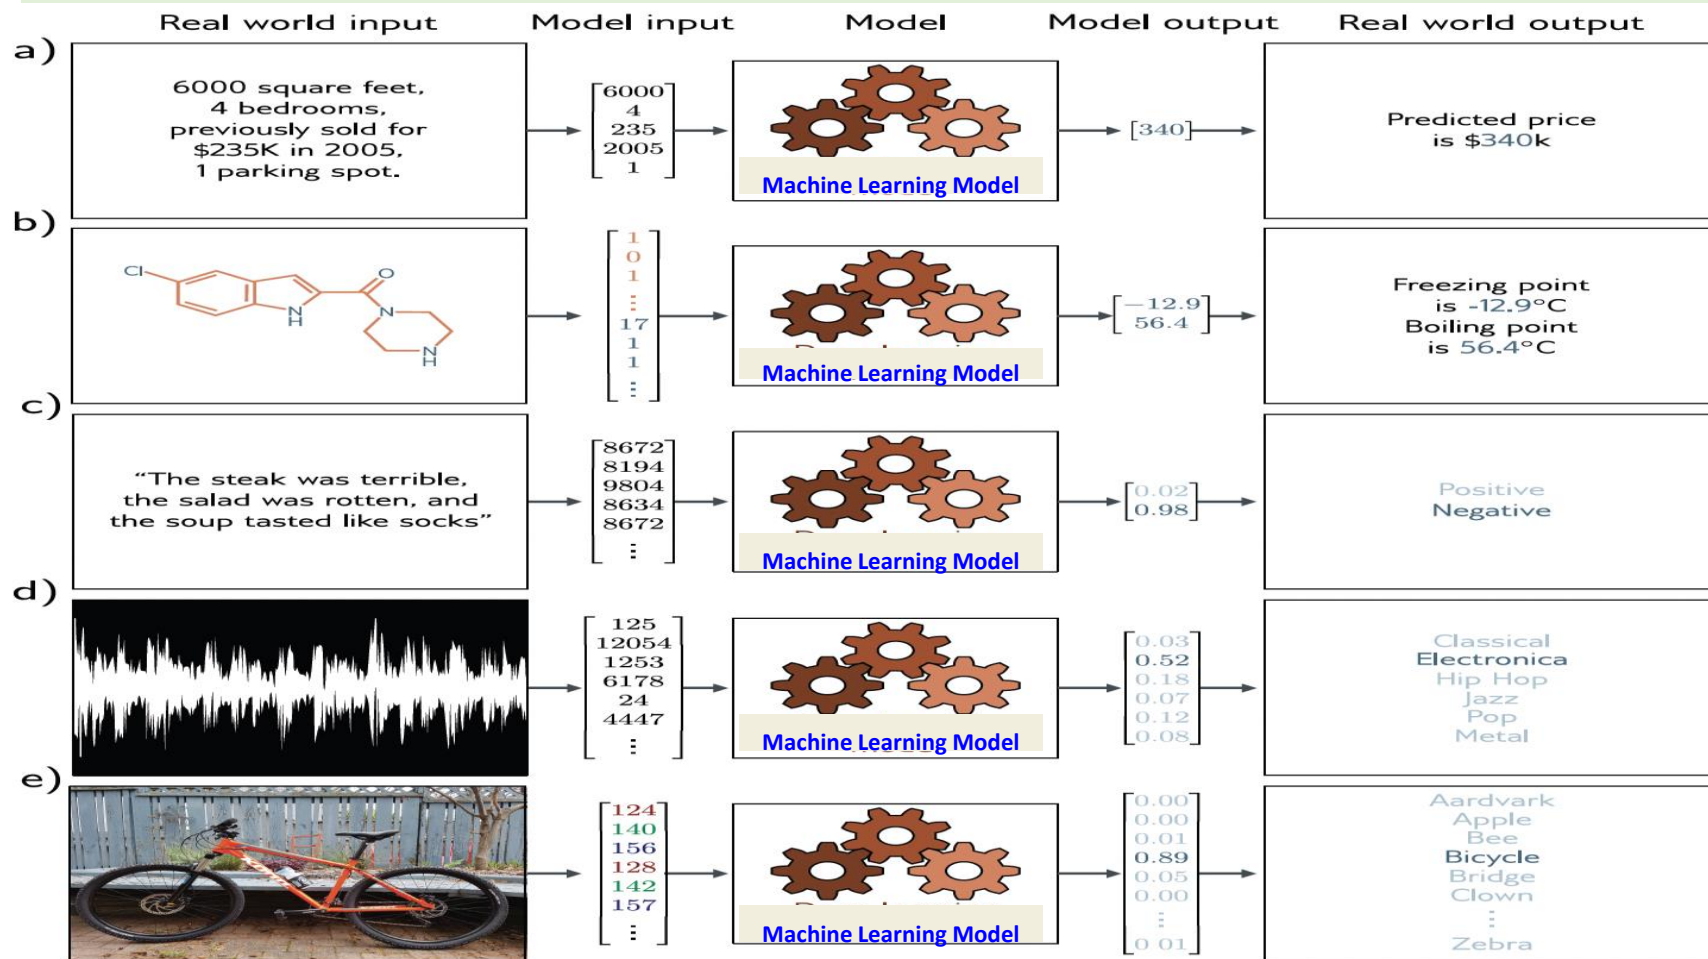 Real world input
Model input
Model
Model output
Real world output
a)
6000 square feet,
4 bedrooms,
previously sold for
$235K in 2005,
1 parking spot.
6000
4
235
2005
1
Machine Learning Model
[340]
Predicted price
is $340k
b)
Cl
O
N
H
N
N
H
1
0
1
⋮
17
1
1
⋮
Machine Learning Model
−12.9
56.4
Freezing point
is -12.9°C
Boiling point
is 56.4°C
c)
“The steak was terrible,
the salad was rotten, and
the soup tasted like socks”
8672
8194
9804
8634
8672
⋮
Machine Learning Model
0.02
0.98
Positive
Negative
d)
125
12054
1253
6178
24
4447
⋮
Machine Learning Model
0.03
0.52
0.18
0.07
0.12
0.08
Classical
Electronica
Hip Hop
Jazz
Pop
Metal
e)
124
140
156
128
142
157
⋮
Machine Learning Model
0.00
0.00
0.01
0.89
0.05
0.00
⋮
0 01
Aardvark
Apple
Bee
Bicycle
Bridge
Clown
⋮
Zebra